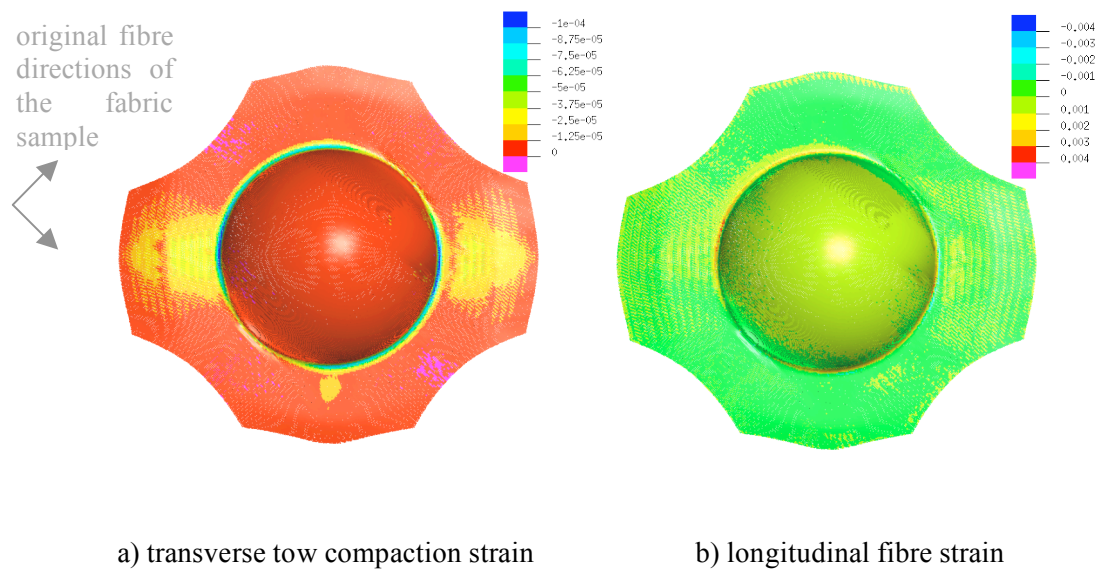 original fibre
directions of
the fabric
sample
-1e-04
-8.75e-05
-7.5e-05
-6.25e-05
-5e-05
-3.75e-05
-2.5e-05
-1.25e-05
0
-0.004
-0.003
-0.002
-0.001
0
0.001
0.002
0.003
0.004
a) transverse tow compaction strain
b) longitudinal fibre strain